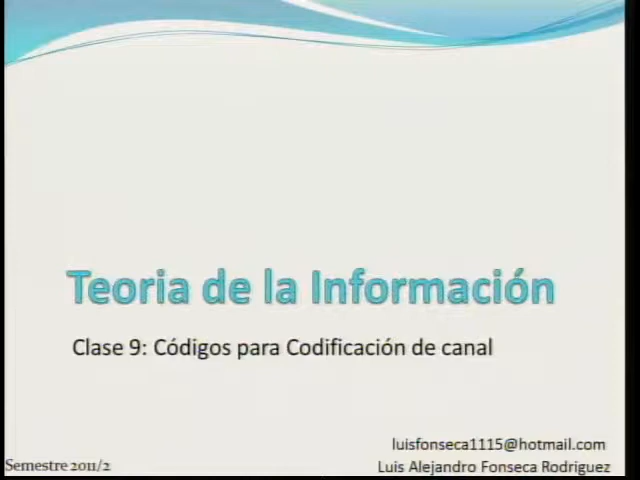 Teoria de la Información
Clase 9: Códigos para Codificación de canal
luisfonseca1115@hotmail.com
Semestre 2011/2
Luis Alejandro Fonseca Rodriguez